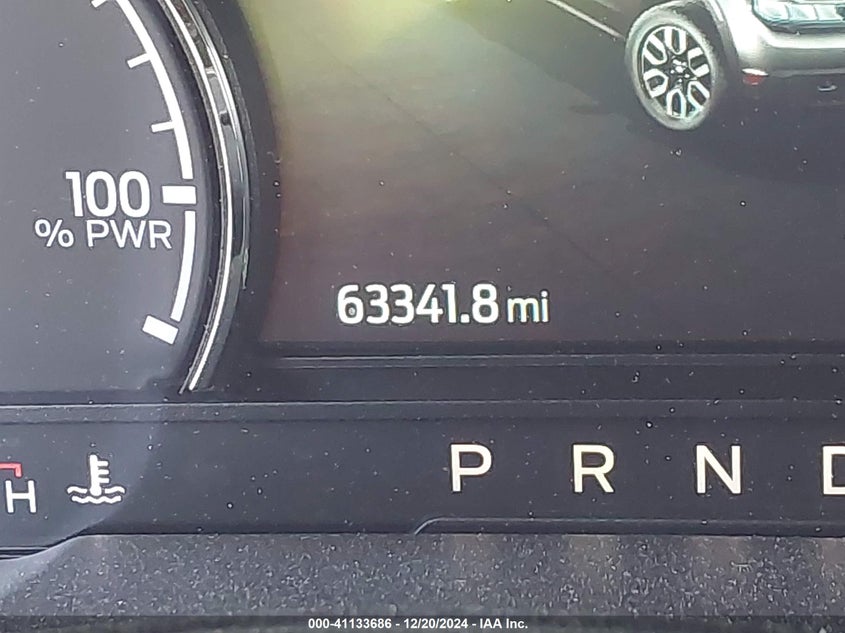 100
% PWR
63341.8 mi
H
P R N D
000-41133686 - 12/20/2024 - IAA Inc.